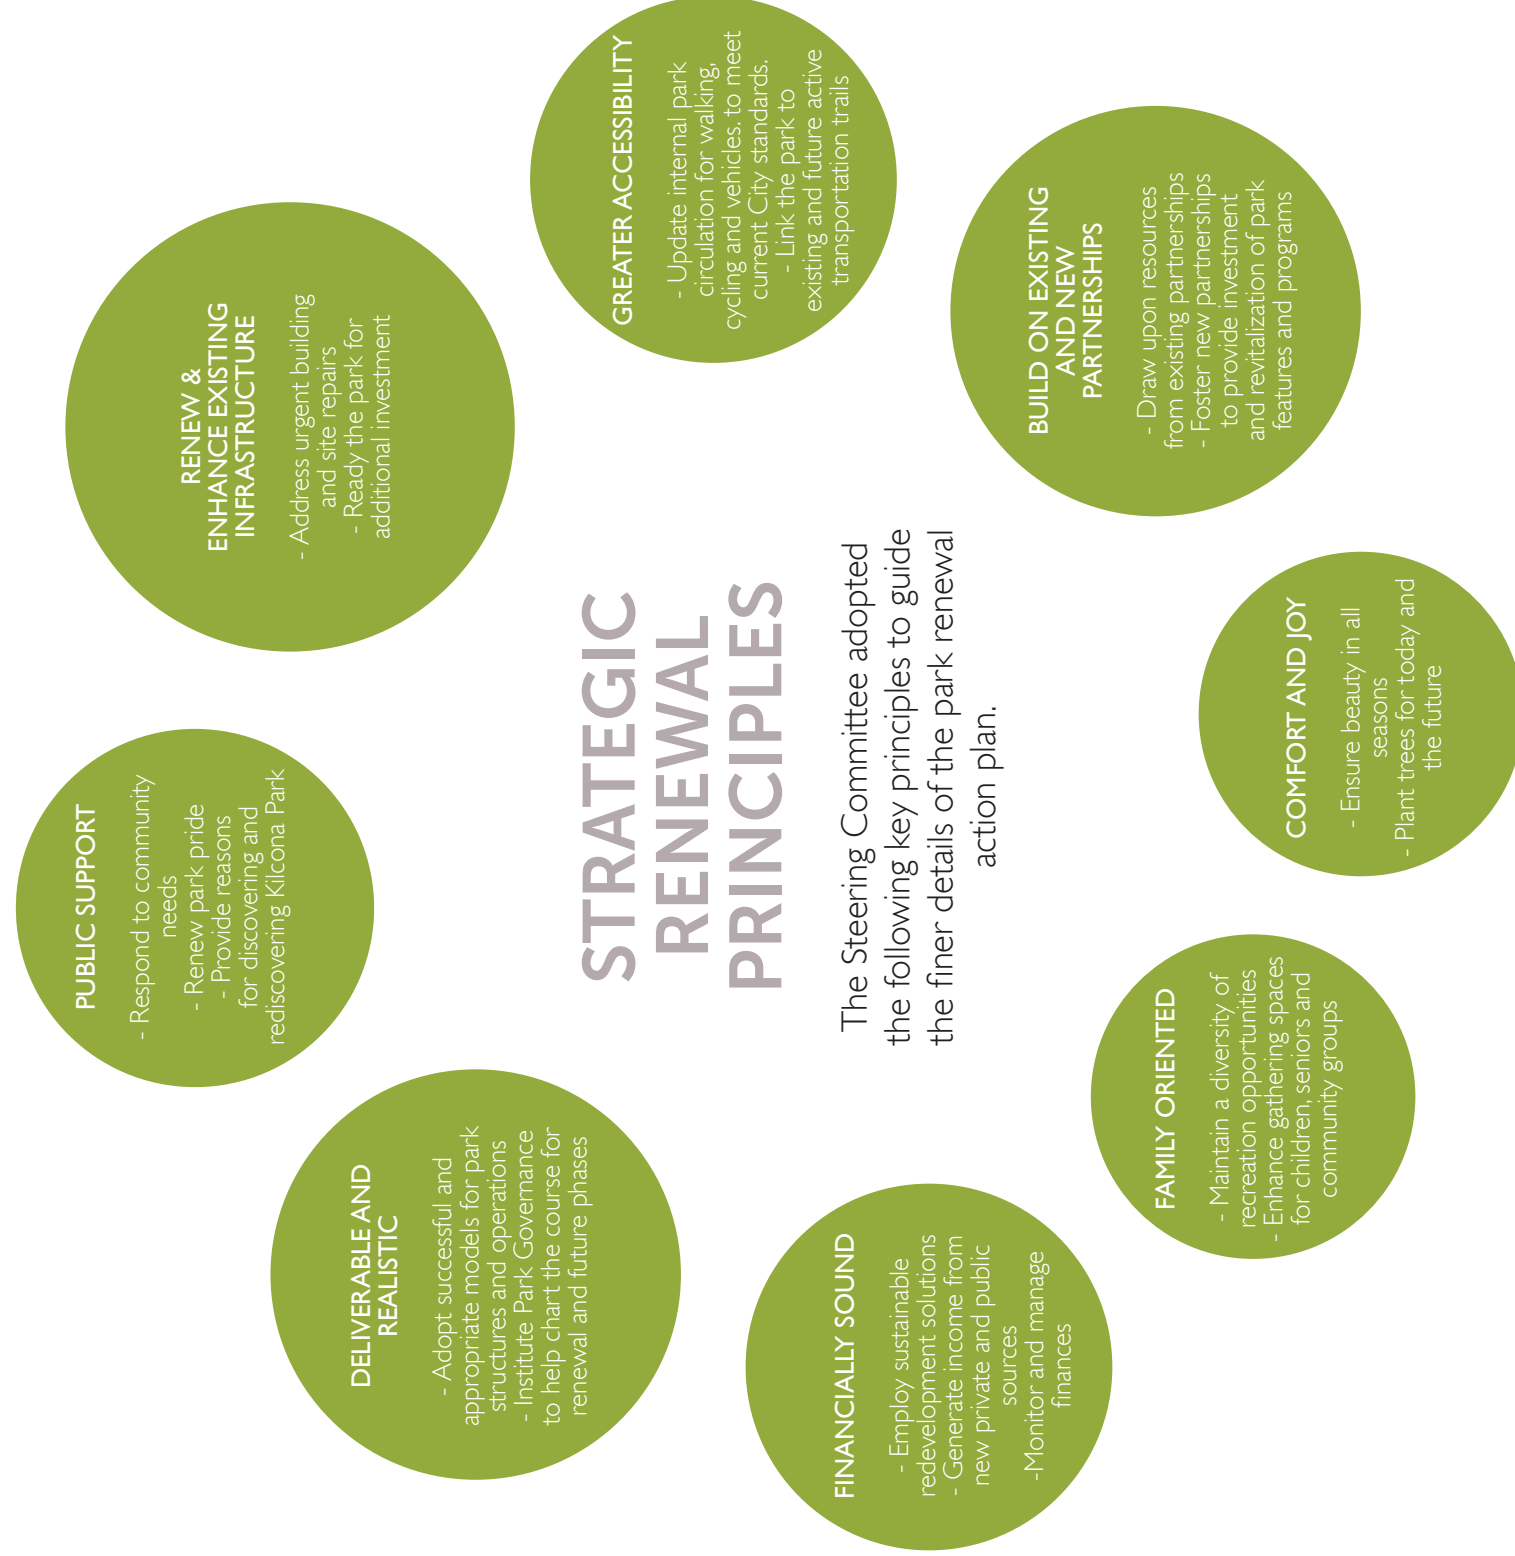 STRATEGIC
RENEWAL
PRINCIPLES
The Steering Committee adopted
the following key principles to guide
the finer details of the park renewal
action plan.
PUBLIC SUPPORT
- Respond to community
needs
- Renew park pride
- Provide reasons
for discovering and
rediscovering Kilcona Park
RENEW &
ENHANCE EXISTING
INFRASTRUCTURE
- Address urgent building
and site repairs
- Ready the park for
additional investment
GREATER ACCESSIBILITY
- Update internal park
circulation for walking,
cycling and vehicles. to meet
current City standards.
- Link the park to
existing and future active
transportation trails
BUILD ON EXISTING
AND NEW
PARTNERSHIPS
- Draw upon resources
from existing partnerships
- Foster new partnerships
to provide investment
and revitalization of park
features and programs
COMFORT AND JOY
- Ensure beauty in all
seasons
- Plant trees for today and
the future
FAMILY ORIENTED
- Maintain a diversity of
recreation opportunities
- Enhance gathering spaces
for children, seniors and
community groups
FINANCIALLY SOUND
- Employ sustainable
redevelopment solutions
- Generate income from
new private and public
sources
-Monitor and manage
finances
DELIVERABLE AND
REALISTIC
- Adopt successful and
appropriate models for park
structures and operations
- Institute Park Governance
to help chart the course for
renewal and future phases